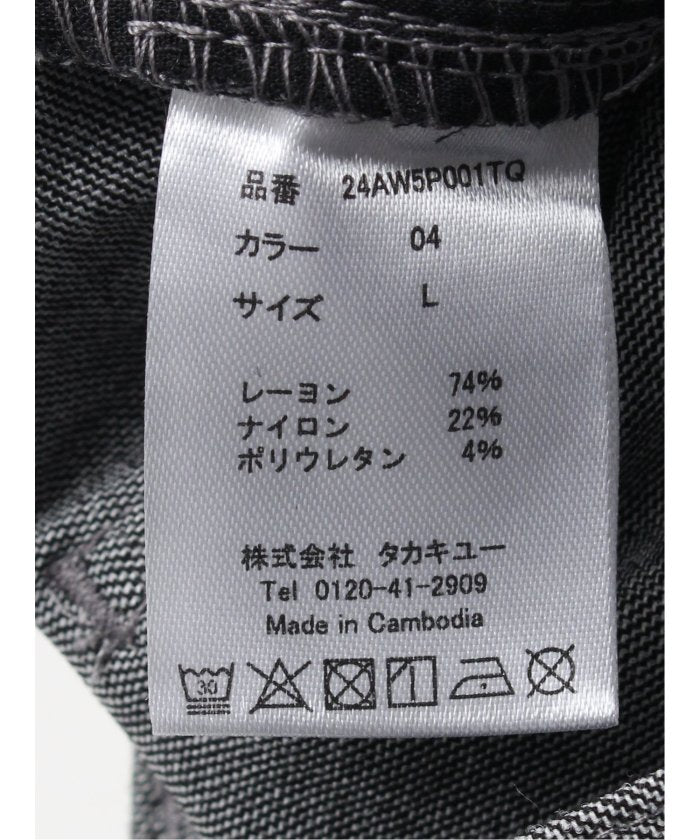 品番 24AW5P001TQ
カラー 04
サイズ L
レーヨン 74%
ナイロン 22%
ポリウレタン 4%
株式会社 タカキユー
Tel 0120-41-2909
Made in Cambodia
30